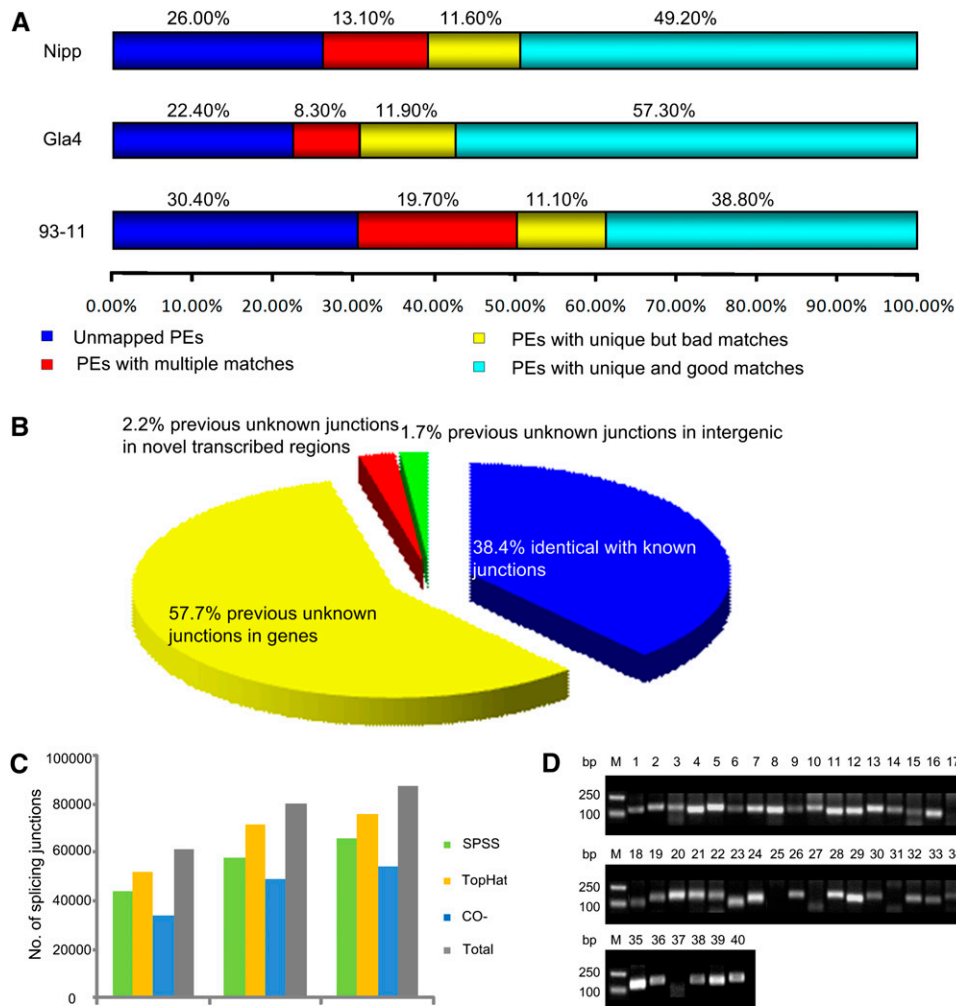 A
26.00% 13.10% 11.60% 49.20%
Nipp
22.40% 8.30% 11.90% 57.30%
Gla4
30.40% 19.70% 11.10% 38.80%
93-11
0.00% 10.00% 20.00% 30.00% 40.00% 50.00% 60.00% 70.00% 80.00% 90.00% 100.00%
Unmapped PEs
PEs with multiple matches
PEs with unique but bad matches
PEs with unique and good matches
B
2.2% previous unknown junctions
in novel transcribed regions
1.7% previous unknown junctions in intergenic
38.4% identical with known
junctions
57.7% previous unknown
junctions in genes
C
No. of splicing junctions
100000
80000
60000
40000
20000
0
SPSS
TopHat
CO-
Total
D
bp M 1 2 3 4 5 6 7 8 9 10 11 12 13 14 15 16 17
250
100
bp M 18 19 20 21 22 23 24 25 26 27 28 29 30 31 32 33
250
100
bp M 35 36 37 38 39 40
250
100